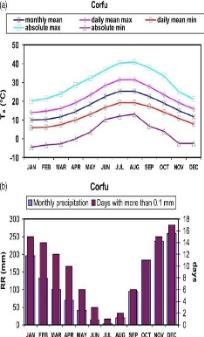 (a)
Corfu
monthly mean
daily mean max
daily mean min
absolute max
absolute min
50
40
30
20
10
0
-10
Ta (°C)
JAN FEB MAR APR MAY JUN JUL AUG SEP OCT NOV DEC
(b)
Corfu
Monthly precipitation
Days with more than 0.1 mm
300
250
200
150
100
50
0
RR (mm)
18
16
14
12
10
8
6
4
2
0
days
JAN FEB MAR APR MAY JUN JUL AUG SEP OCT NOV DEC